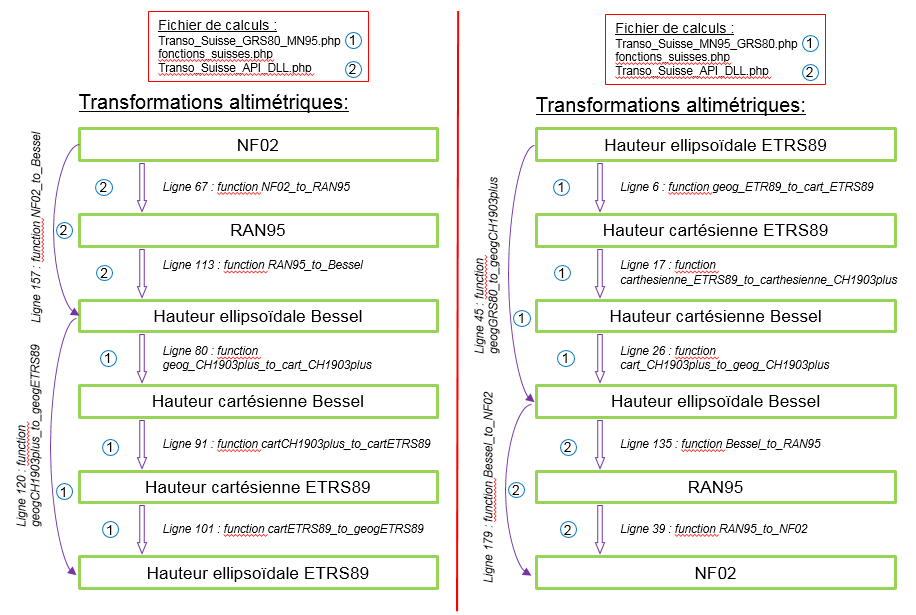 Fichier de calculs :
Transo_Suisse_GRS80_MN95.php 1
fonctions_suisses.php
Transo_Suisse_API_DLL.php 2
Transformations altimétriques:
NF02
2 Ligne 67 : function NF02_to_RAN95
Ligne 157 : function NF02_to_Bessel
2
RAN95
2 Ligne 113 : function RAN95_to_Bessel
Hauteur ellipsoïdale Bessel
1 Ligne 80 : function
geog_CH1903plus_to_cart_CH1903plus
Hauteur cartésienne Bessel
1 Ligne 91 : function cartCH1903plus_to_cartETRS89
Ligne 120 : function
geogCH1903plus_to_geogETRS89
1
Hauteur cartésienne ETRS89
1 Ligne 101 : function cartETRS89_to_geogETRS89
Hauteur ellipsoïdale ETRS89
Fichier de calculs :
Transo_Suisse_MN95_GRS80.php 1
fonctions_suisses.php
Transo_Suisse_API_DLL.php 2
Transformations altimétriques:
Hauteur ellipsoïdale ETRS89
1 Ligne 6 : function geog_ETR89_to_cart_ETRS89
Hauteur cartésienne ETRS89
1 Ligne 17 : function
carthesienne_ETRS89_to_carthesienne_CH1903plus
Ligne 45 : function
geogGRS80_to_geogCH1903plus
1
Hauteur cartésienne Bessel
1 Ligne 26 : function
cart_CH1903plus_to_geog_CH1903plus
Hauteur ellipsoïdale Bessel
2 Ligne 135 : function Bessel_to_RAN95
Ligne 179 : function Bessel_to_NF02
2
RAN95
2 Ligne 39 : function RAN95_to_NF02
NF02